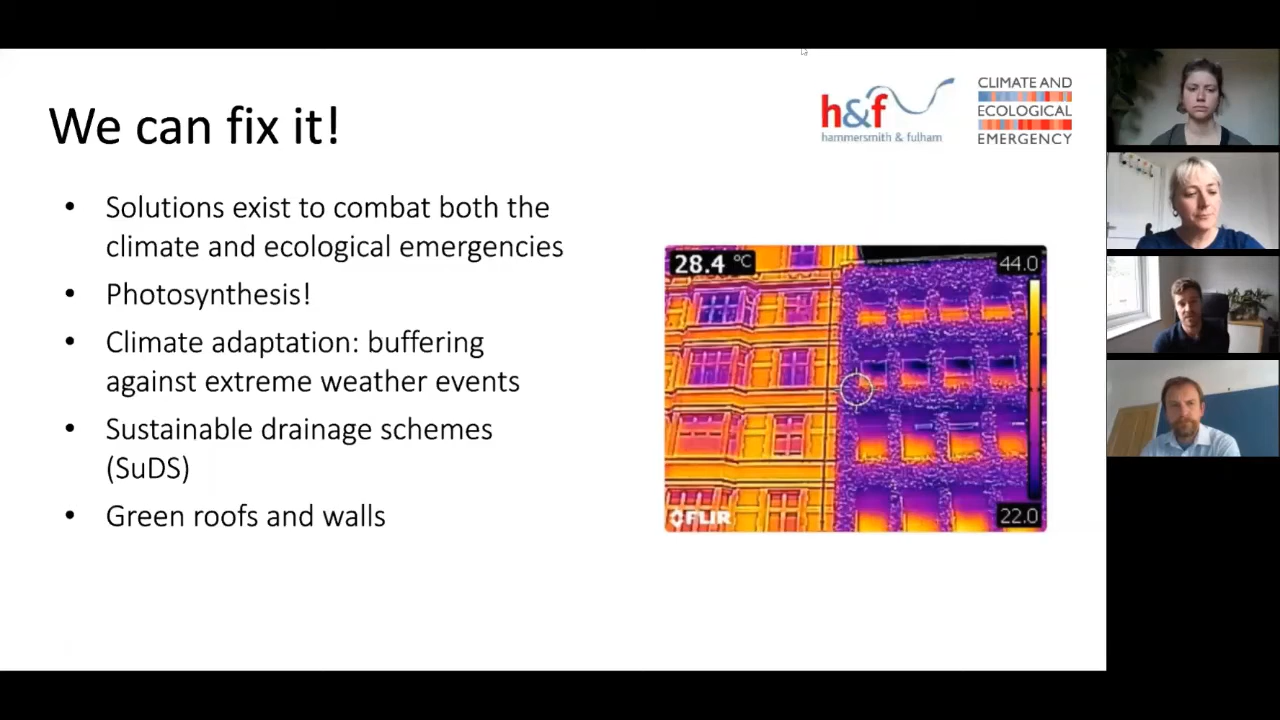 We can fix it!
h&f
hammersmith & fulham
CLIMATE AND
ECOLOGICAL
EMERGENCY
• Solutions exist to combat both the
climate and ecological emergencies
• Photosynthesis!
• Climate adaptation: buffering
against extreme weather events
• Sustainable drainage schemes
(SuDS)
• Green roofs and walls
28.4 °C
44.0
FLIR
22.0